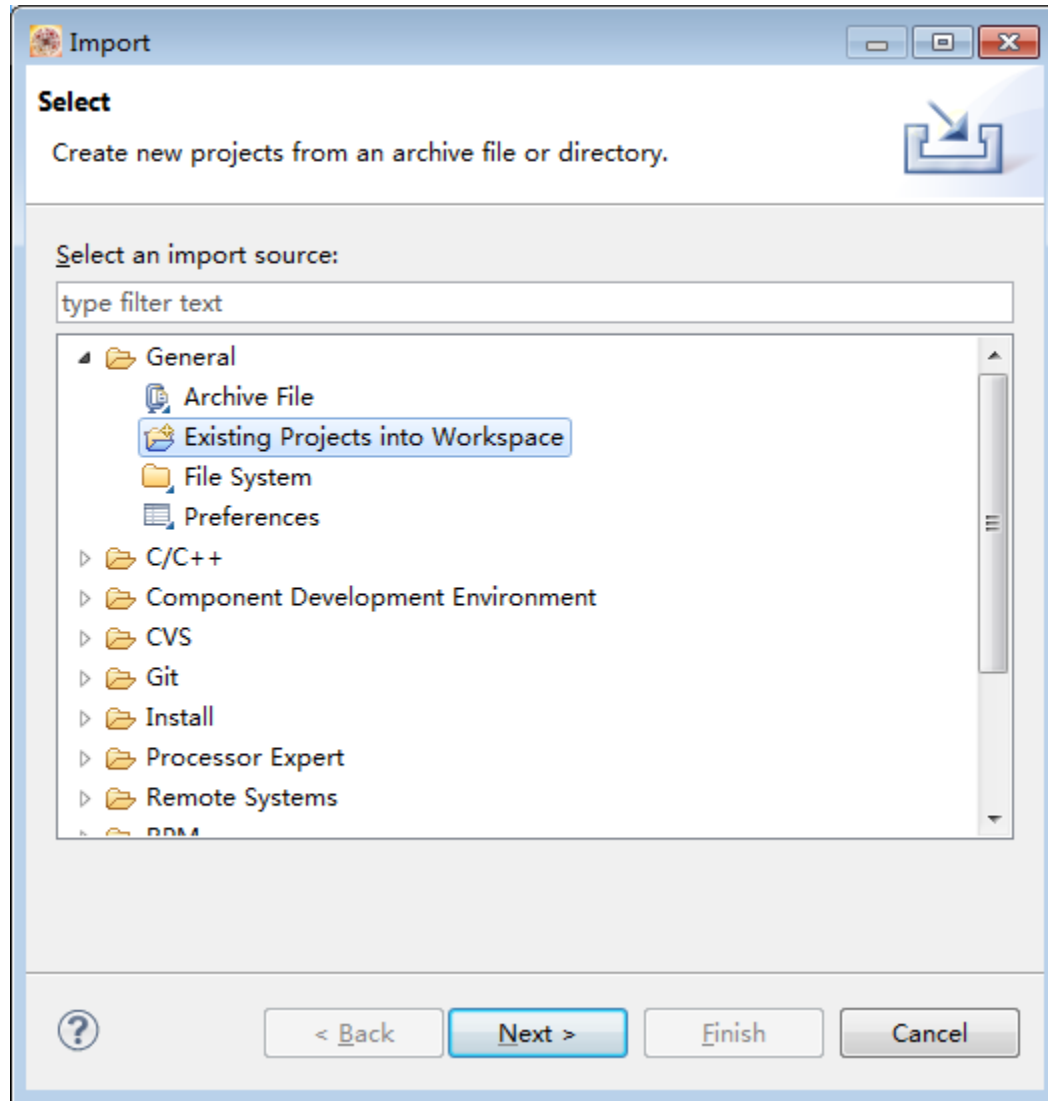 Import
Select
Create new projects from an archive file or directory.
Select an import source:
type filter text
General
Archive File
Existing Projects into Workspace
File System
Preferences
C/C++
Component Development Environment
CVS
Git
Install
Processor Expert
Remote Systems
RPM
< Back Next > Finish Cancel